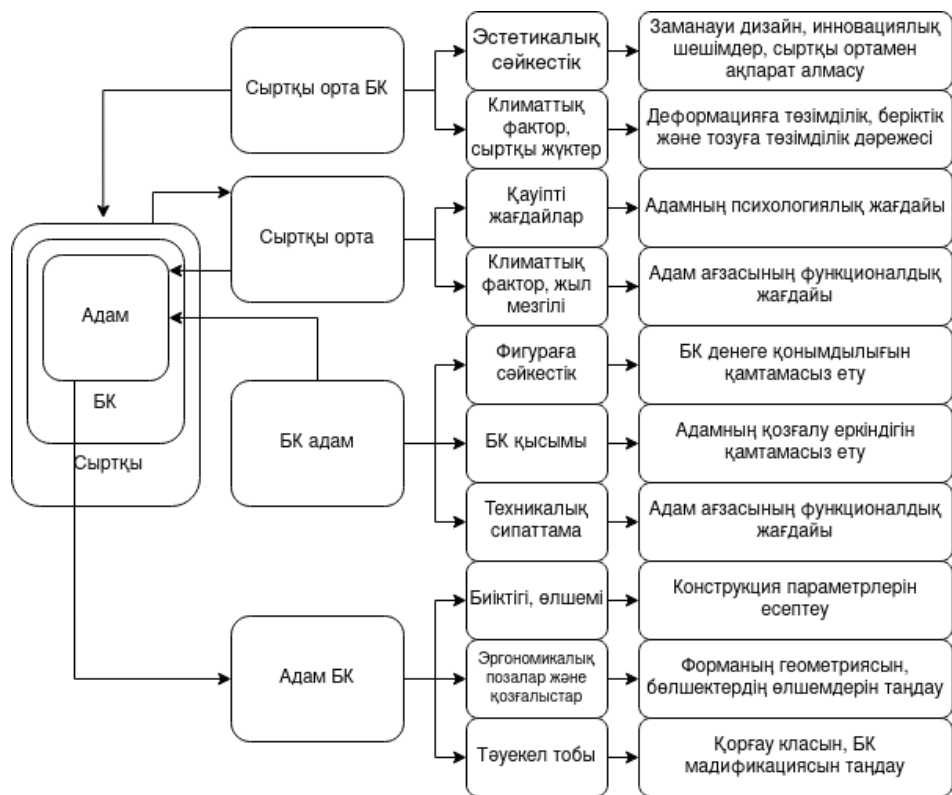 Сыртқы орта БК
Эстетикалық
сәйкестік
Заманауи дизайн, инновациялық
шешімдер, сыртқы ортамен
ақпарат алмасу
Климаттық
фактор,
сыртқы жүктер
Деформацияға төзімділік, беріктік
және тозуға төзімділік дәрежесі
Сыртқы орта
Қауіпті
жағдайлар
Адамның психологиялық жағдайы
Климаттық
фактор, жыл
мезгілі
Адам ағзасының функционалдық
жағдайы
Адам
БК
Сыртқы
БК адам
Фигураға
сәйкестік
БК денеге қонымдылығын
қамтамасыз ету
БК қысымы
Адамның қозғалу еркіндігін
қамтамасыз ету
Техникалық
сипаттама
Адам ағзасының функционалдық
жағдайы
Адам БК
Биіктігі, өлшемі
Конструкция параметрлерін
есептеу
Эргономикалық
позалар және
қозғалыстар
Форманың геометриясын,
бөлшектердің өлшемдерін таңдау
Тәуекел тобы
Қорғау класын, БК
мадификациясын таңдау